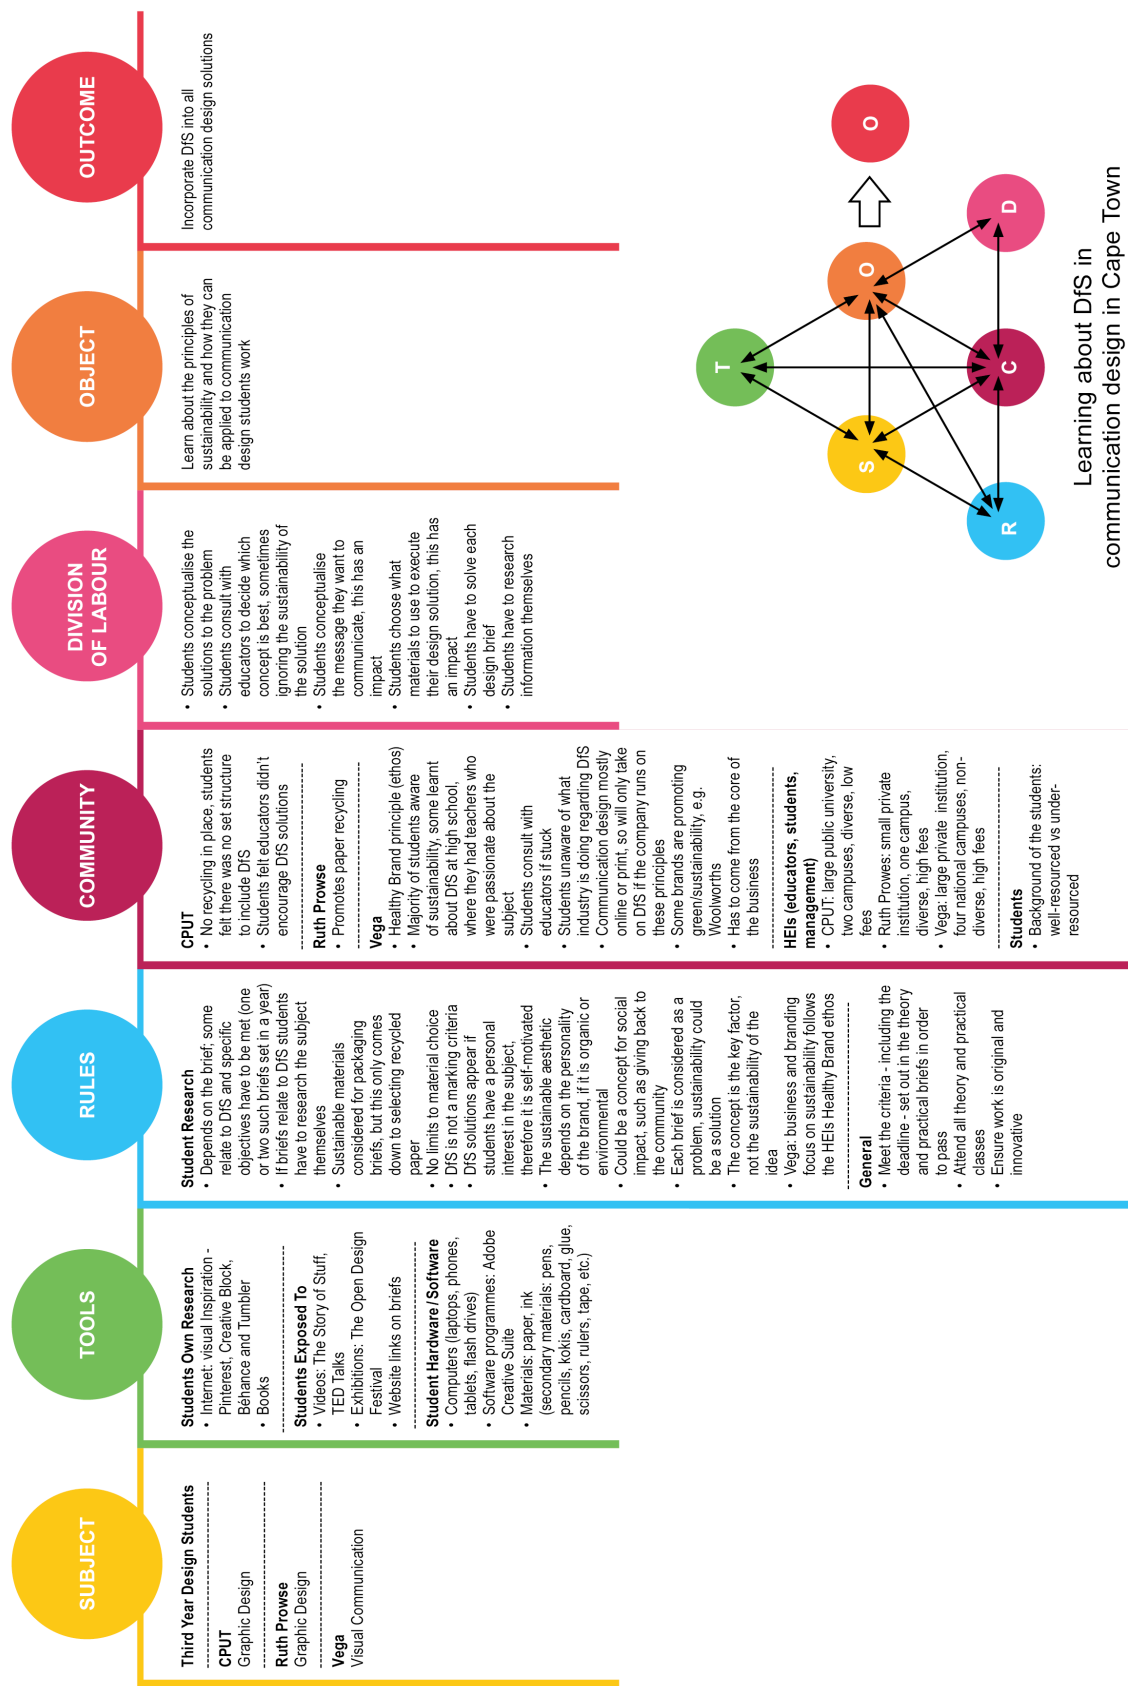 SUBJECT
Third Year Design Students
CPUT
Graphic Design
Ruth Prowse
Graphic Design
Vega
Visual Communication
TOOLS
Students Own Research
• Internet: visual Inspiration -
Pinterest, Creative Block,
Bēhance and Tumbler
• Books
Students Exposed To
• Videos: The Story of Stuff,
TED Talks
• Exhibitions: The Open Design
Festival
• Website links on briefs
Student Hardware / Software
• Computers (laptops, phones,
tablets, flash drives)
• Software programmes: Adobe
Creative Suite
• Materials: paper, ink
(secondary materials: pens,
pencils, kokis, cardboard, glue,
scissors, rulers, tape, etc.)
RULES
Student Research
• Depends on the brief; some
relate to DfS and specific
objectives have to be met (one
or two such briefs set in a year)
• If briefs relate to DfS students
have to research the subject
themselves
• Sustainable materials
considered for packaging
briefs, but this only comes
down to selecting recycled
paper
• No limits to material choice
• DfS is not a marking criteria
• DfS solutions appear if
students have a personal
interest in the subject,
therefore it is self-motivated
• The sustainable aesthetic
depends on the personality
of the brand, if it is organic or
environmental
• Could be a concept for social
impact, such as giving back to
the community
• Each brief is considered as a
problem, sustainability could
be a solution
• The concept is the key factor,
not the sustainability of the
idea
• Vega: business and branding
focus on sustainability follows
the HEIs Healthy Brand ethos
General
• Meet the criteria - including the
deadline - set out in the theory
and practical briefs in order
to pass
• Attend all theory and practical
classes
• Ensure work is original and
innovative
COMMUNITY
CPUT
• No recycling in place, students
felt there was no set structure
to include DfS
• Students felt educators didn't
encourage DfS solutions
Ruth Prowse
• Promotes paper recycling
Vega
• Healthy Brand principle (ethos)
• Majority of students aware
of sustainability, some learnt
about DfS at high school,
where they had teachers who
were passionate about the
subject
• Students consult with
educators if stuck
• Students unaware of what
industry is doing regarding DfS
• Communication design mostly
online or print, so will only take
on DfS if the company runs on
these principles
• Some brands are promoting
green/sustainability, e.g.
Woolworths
• Has to come from the core of
the business
HEIs (educators, students,
management)
• CPUT: large public university,
two campuses, diverse, low
fees
• Ruth Prowes: small private
institution, one campus,
diverse, high fees
• Vega: large private institution,
four national campuses, non-
diverse, high fees
Students
• Background of the students:
well-resourced vs under-
resourced
DIVISION
OF LABOUR
• Students conceptualise the
solutions to the problem
• Students consult with
educators to decide which
concept is best, sometimes
ignoring the sustainability of
the solution
• Students conceptualise
the message they want to
communicate, this has an
impact
• Students choose what
materials to use to execute
their design solution, this has
an impact
• Students have to solve each
design brief
• Students have to research
information themselves
OBJECT
Learn about the principles of
sustainability and how they can
be applied to communication
design students work
OUTCOME
Incorporate DfS into all
communication design solutions
T
S
O
O
R
C
D
Learning about DfS in
communication design in Cape Town